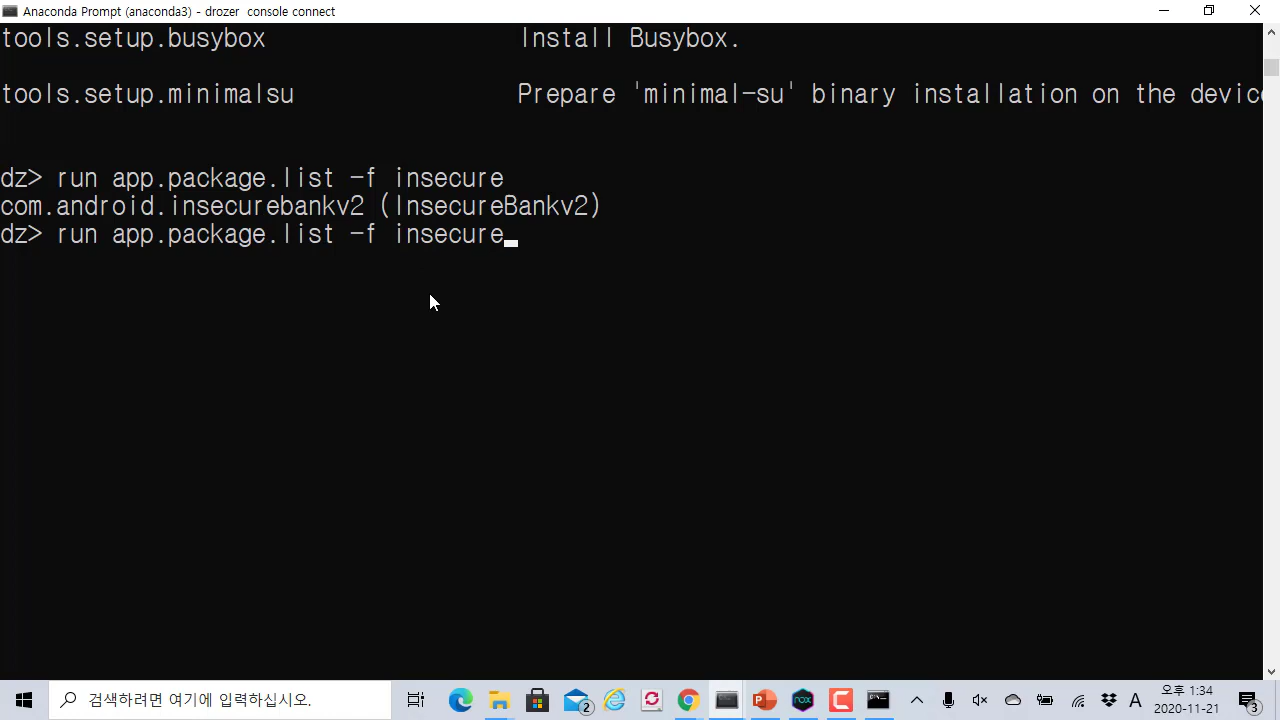 Anaconda Prompt (anaconda3) - drozer  console connect
tools.setup.busybox                  Install Busybox.
tools.setup.minimalsu                Prepare 'minimal-su' binary installation on the devic
dz> run app.package.list -f insecure
com.android.insecurebankv2 (InsecureBankv2)
dz> run app.package.list -f insecure
검색하려면 여기에 입력하십시오.
2
rox
A
오후 1:34
2020-11-21
3